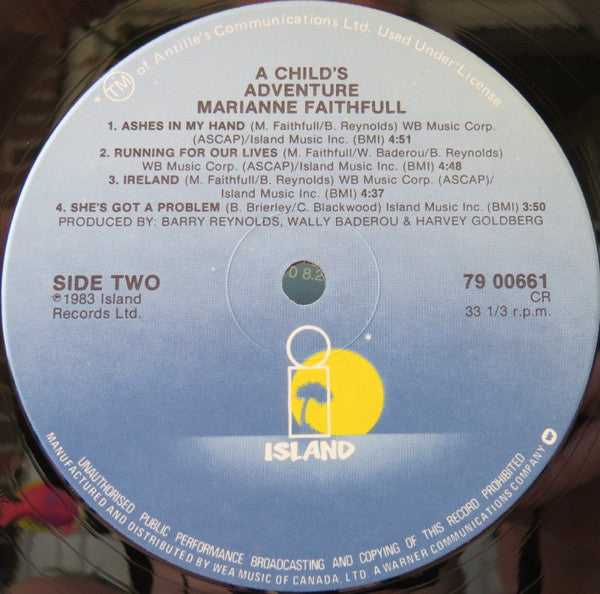 * TM of Antille's Communications Ltd. Used Under License
A CHILD'S
ADVENTURE
MARIANNE FAITHFULL
1. ASHES IN MY HAND (M. Faithfull/B. Reynolds) WB Music Corp.
(ASCAP)/Island Music Inc. (BMI) 4:51
2. RUNNING FOR OUR LIVES (M. Faithfull/W. Baderou/B. Reynolds)
WB Music Corp. (ASCAP)/Island Music Inc. (BMI) 4:48
3. IRELAND (M. Faithfull/B. Reynolds) WB Music Corp. (ASCAP)/
Island Music Inc. (BMI) 4:37
4. SHE'S GOT A PROBLEM (B. Brierley/C. Blackwood) Island Music Inc. (BMI) 3:50
PRODUCED BY: BARRY REYNOLDS, WALLY BADEROU & HARVEY GOLDBERG
.0 8.2
SIDE TWO
℗1983 Island
Records Ltd.
79 00661
CR
33 1/3 r.p.m.
*
ISLAND
UNAUTHORISED PUBLIC PERFORMANCE BROADCASTING and COPYING OF THIS RECORD PROHIBITED
MANUFACTURED AND DISTRIBUTED BY WEA MUSIC OF CANADA, LTD. A WARNER COMMUNICATIONS COMPANY